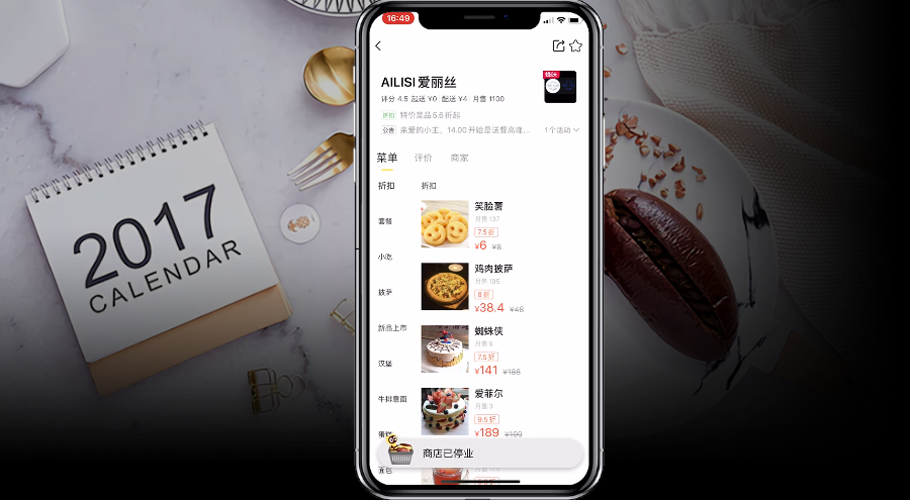 2017
CALENDAR
16:49
AILISI 爱丽丝
评分 4.5 起送 ¥0 配送 ¥4 月售 1130
折扣 特价菜品5.6折起
公告 亲爱的小主，14.00 开始是送餐高峰... 1个活动
菜单 评价 商家
折扣
套餐
小吃
披萨
新品上市
汉堡
牛排意面
蛋糕
面包
折扣
笑脸薯
月售 137
7.5折
¥6 ¥8
鸡肉披萨
月售 195
8折
¥38.4 ¥48
蜘蛛侠
月售 6
7.5折
¥141 ¥188
爱菲尔
月售 3
9.5折
¥189 ¥199
商店已停业